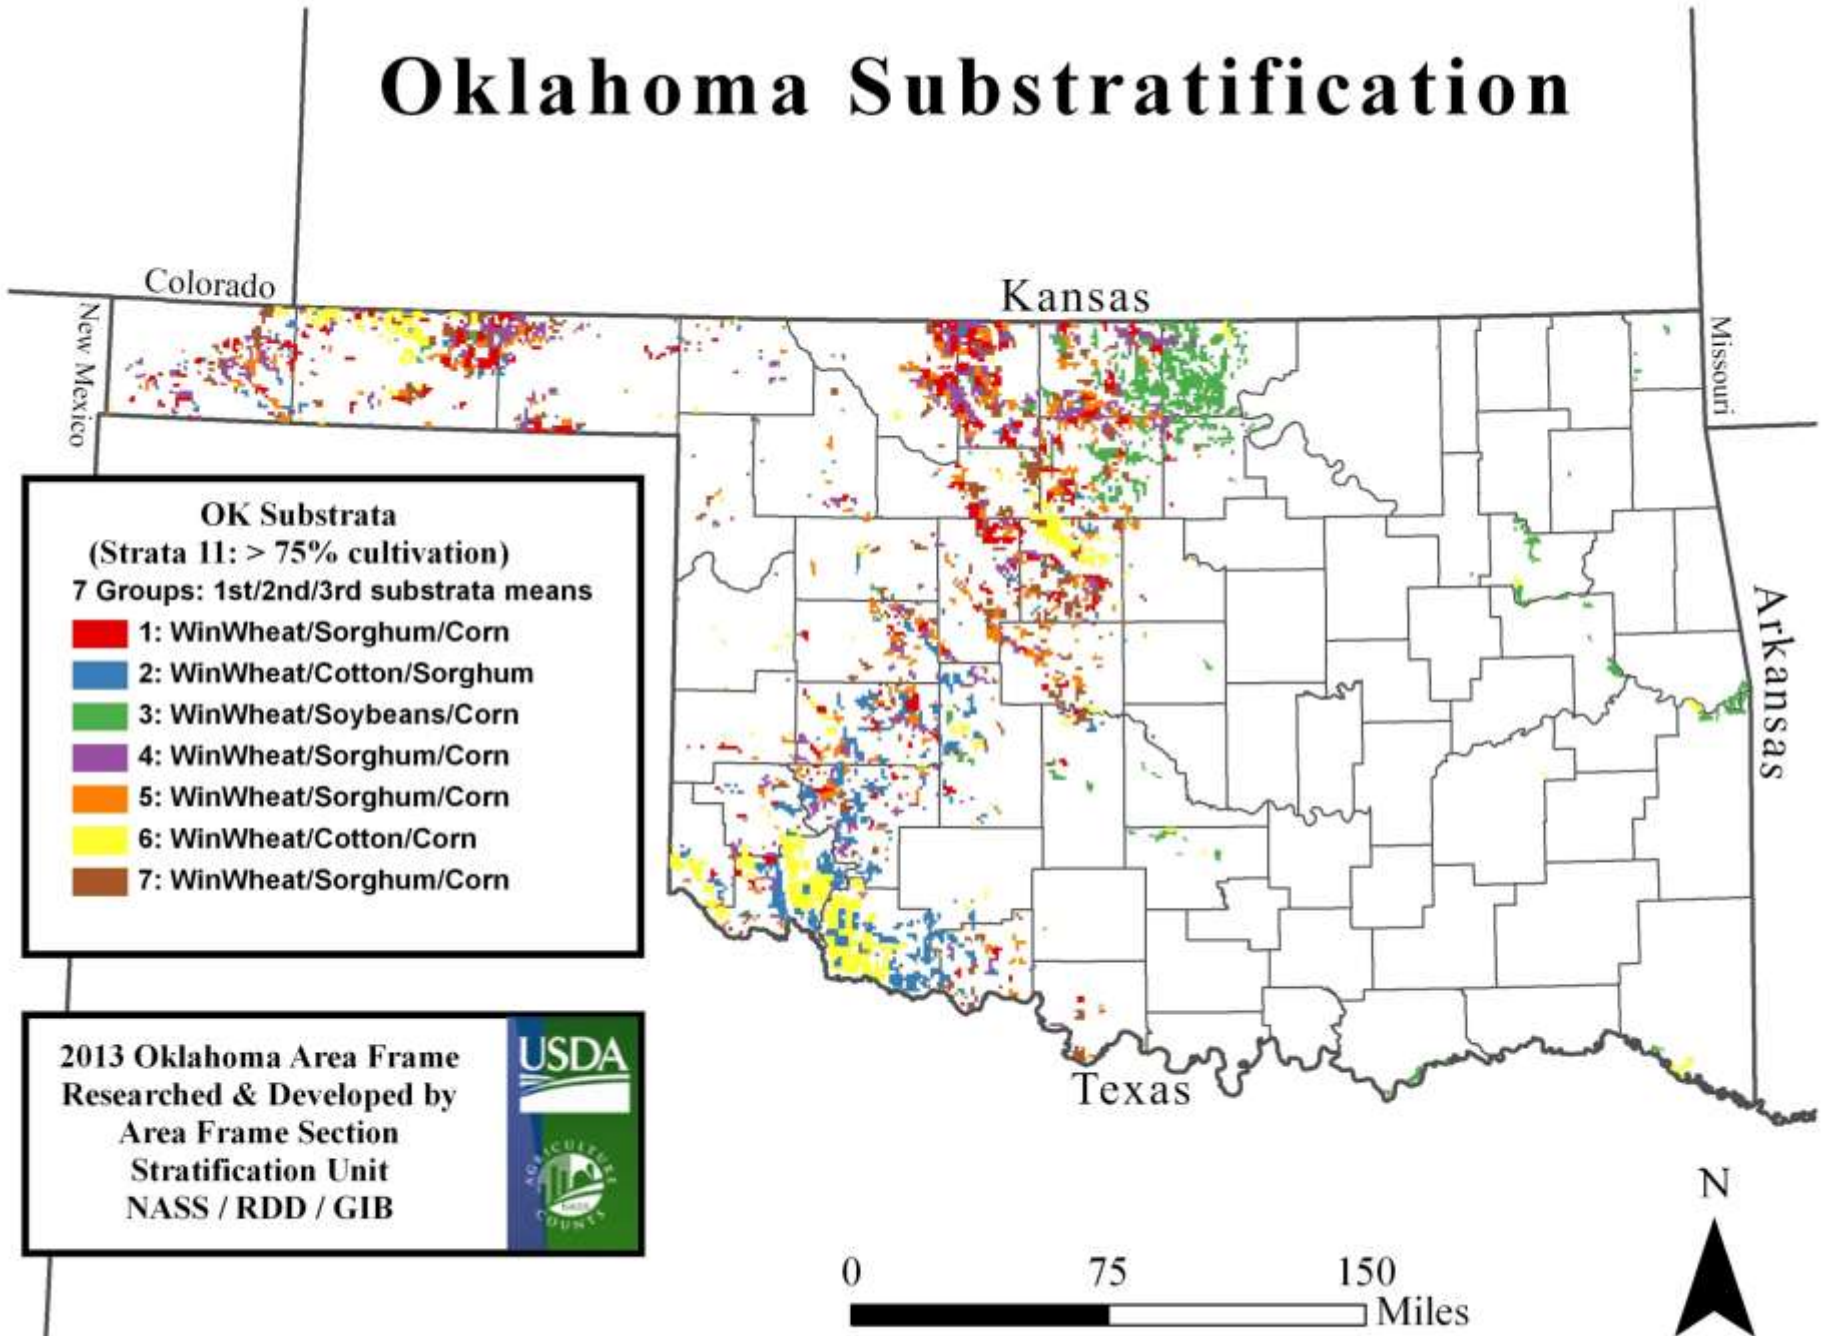 Oklahoma Substratification
Colorado
Kansas
New Mexico
Missouri
Arkansas
Texas
OK Substrata
(Strata 11: > 75% cultivation)
7 Groups: 1st/2nd/3rd substrata means
1: WinWheat/Sorghum/Corn
2: WinWheat/Cotton/Sorghum
3: WinWheat/Soybeans/Corn
4: WinWheat/Sorghum/Corn
5: WinWheat/Sorghum/Corn
6: WinWheat/Cotton/Corn
7: WinWheat/Sorghum/Corn
2013 Oklahoma Area Frame
Researched & Developed by
Area Frame Section
Stratification Unit
NASS / RDD / GIB
USDA
AGRICULTURE
NASS
COUNTS
N
0 75 150
Miles